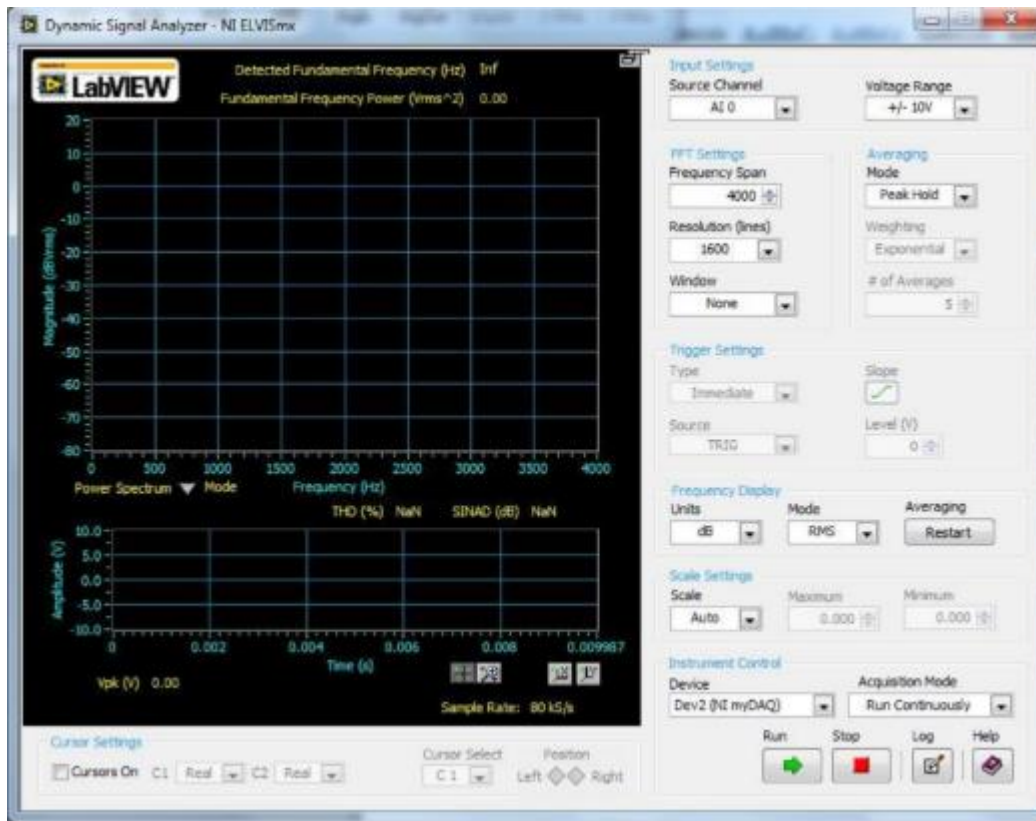 Dynamic Signal Analyzer - NI ELVISmx
LabVIEW
Detected Fundamental Frequency (Hz) Inf
Fundamental Frequency Power (Vrms^2) 0.00
20
10
0
-10
-20
-30
-40
-50
-60
-70
-80
Magnitude (dBVrms)
0 500 1000 1500 2000 2500 3000 3500 4000
Power Spectrum Mode Frequency (Hz)
THD (%) NaN SINAD (dB) NaN
10.0
5.0
0.0
-5.0
-10.0
Amplitude (V)
0 0.002 0.004 0.006 0.008 0.009987
Time (s)
Vpk (V) 0.00
Sample Rate: 80 kS/s
Cursor Settings
Cursors On C1 Real C2 Real
Cursor Select Position
C 1 Left Right
Input Settings
Source Channel Voltage Range
AI 0 +/- 10V
FFT Settings
Frequency Span
4000
Resolution (lines)
1600
Window
None
Averaging
Mode
Peak Hold
Weighting
Exponential
# of Averages
5
Trigger Settings
Type Slope
Immediate
Source Level (V)
TRIG 0
Frequency Display
Units Mode Averaging
dB RMS Restart
Scale Settings
Scale Maximum Minimum
Auto 0.000 0.000
Instrument Control
Device Acquisition Mode
Dev2 (NI myDAQ) Run Continuously
Run Stop Log Help